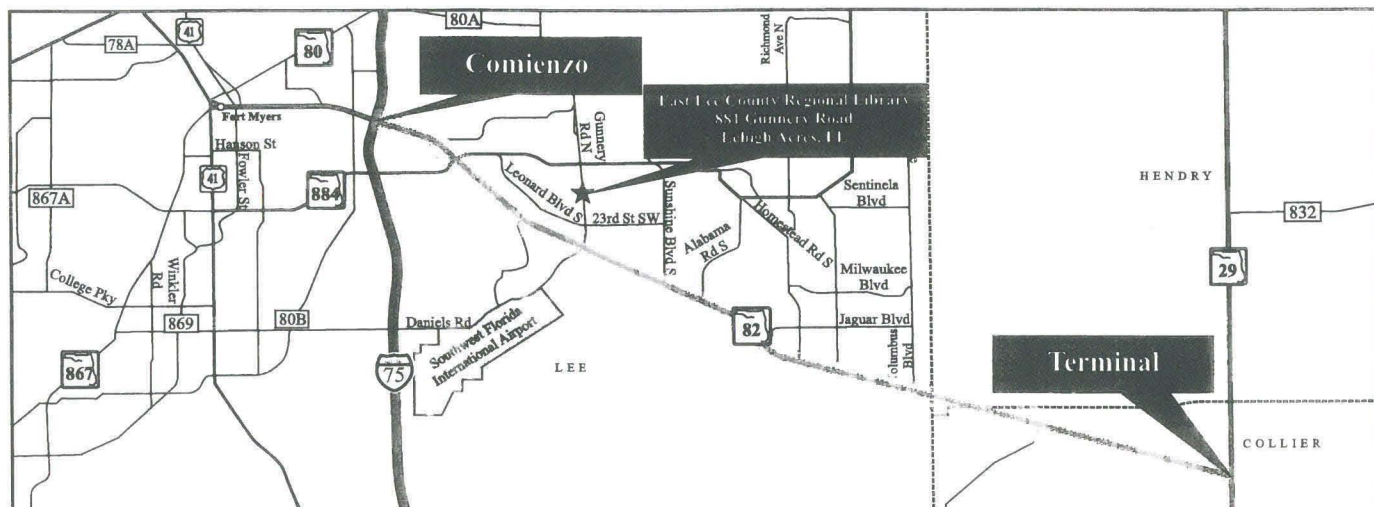 80A
Richmond
Ave N
78A
41
80
Comienzo
East Lee County Regional Library
881 Gunnery Road
Lehigh Acres, FL
Fort Myers
Gunnery
Rd N
Hanson St
41
Fowler St
884
867A
Leonard Blvd S
23rd St SW
Sunshine Blvd S
Alabama
Rd S
Homestead Rd S
Sentinela
Blvd
HENDRY
832
29
Milwaukee
Blvd
College Pky
Winkler
Rd
869
80B
Daniels Rd
Southwest Florida
International Airport
82
Jaguar Blvd
Blvd
867
75
LEE
Terminal
COLLIER